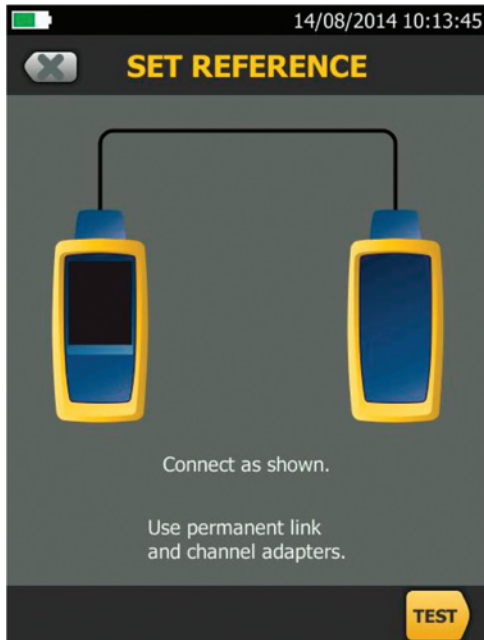 14/08/2014 10:13:45
SET REFERENCE
Connect as shown.
Use permanent link
and channel adapters.
TEST